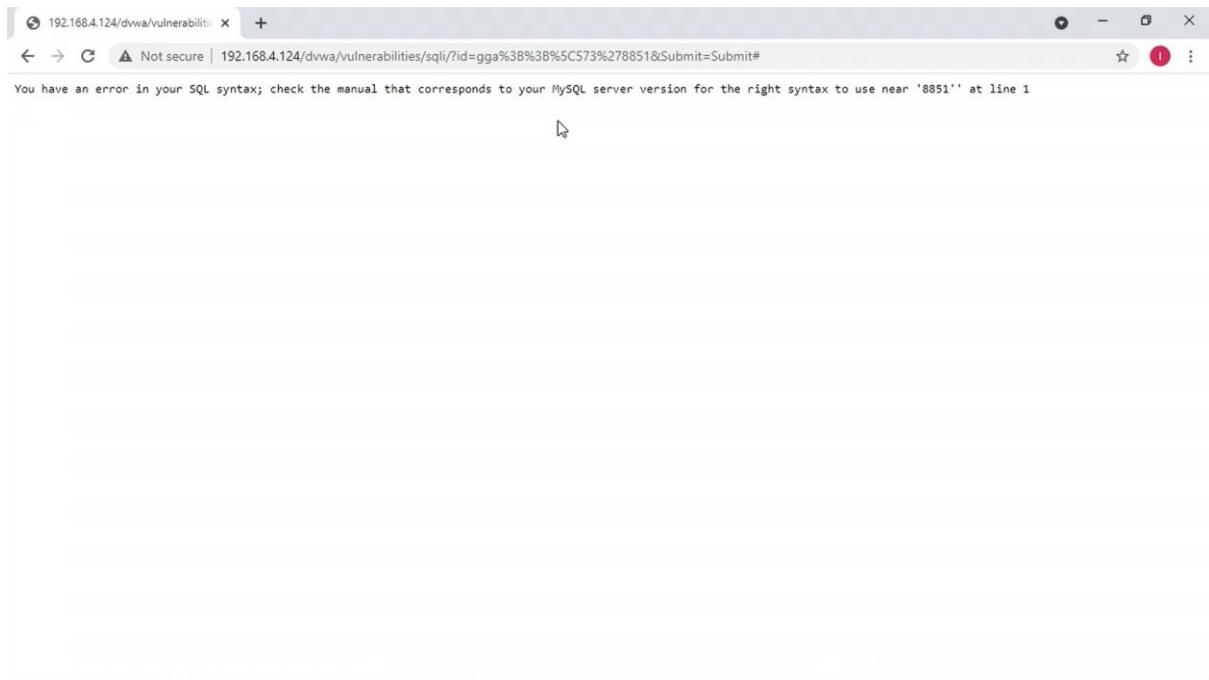 192.168.4.124/dvwa/vulnerabiliti
Not secure | 192.168.4.124/dvwa/vulnerabilities/sqli/?id=gga%3B%3B%5C573%278851&Submit=Submit#
I
You have an error in your SQL syntax; check the manual that corresponds to your MySQL server version for the right syntax to use near '8851'' at line 1